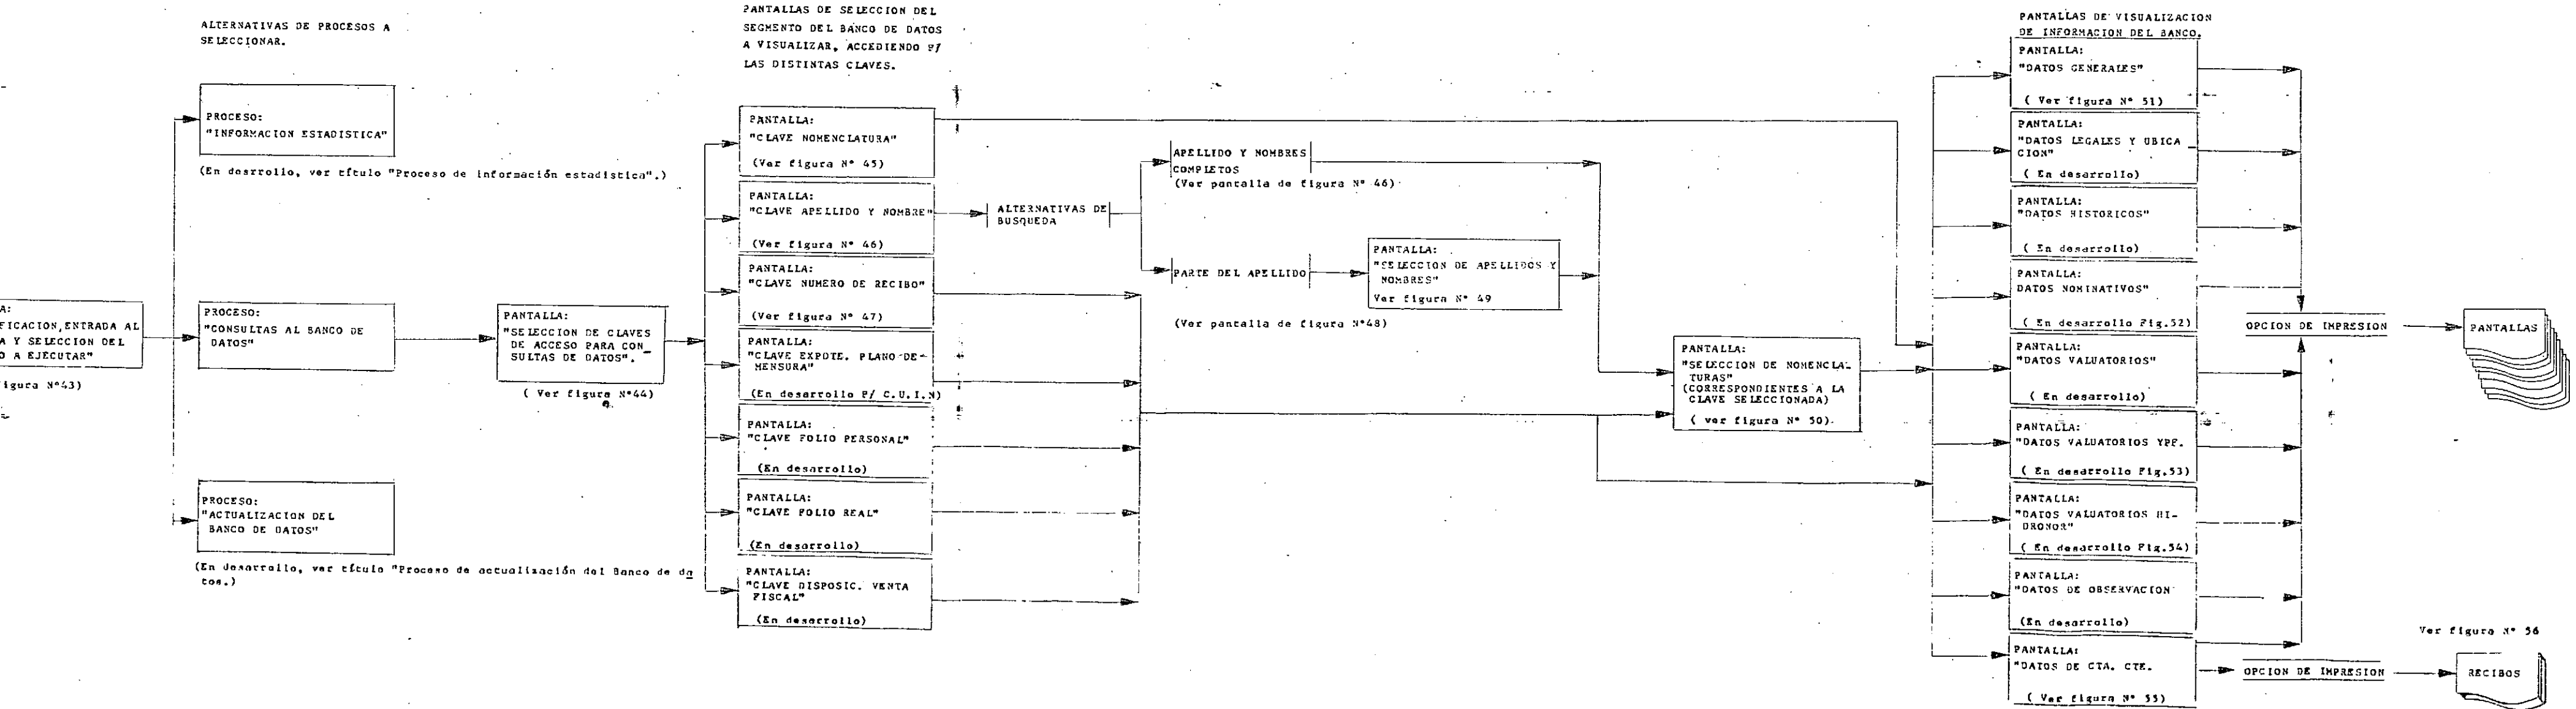 ALTERNATIVAS DE PROCESOS A
SELECCIONAR.
PROCESO:
"INFORMACION ESTADISTICA"
(En desrrollo, ver título "Proceso de información estadística".)
A:
FICACION,ENTRADA AL
A Y SELECCION DEL
O A EJECUTAR"
igura N°43)
PROCESO:
"CONSULTAS AL BANCO DE
DATOS"
PROCESO:
"ACTUALIZACION DEL
BANCO DE DATOS"
(En desarrollo, ver título "Proceso de actualización del Banco de da
tos.)
PANTALLA:
"SELECCION DE CLAVES
DE ACCESO PARA CON
SULTAS DE DATOS".
( Ver figura N°44)
PANTALLAS DE SELECCION DEL
SEGMENTO DEL BANCO DE DATOS
A VISUALIZAR, ACCEDIENDO P/
LAS DISTINTAS CLAVES.
PANTALLA:
"CLAVE NOMENCLATURA"
(Ver figura N° 45)
PANTALLA:
"CLAVE APELLIDO Y NOMBRE"
(Ver figura N° 46)
PANTALLA:
"CLAVE NUMERO DE RECIBO"
(Ver figura N° 47)
PANTALLA:
"CLAVE EXPDTE. PLANO DE-
MENSURA"
(En desarrollo P/ C.U.I.N)
PANTALLA:
"CLAVE FOLIO PERSONAL"
(En desarrollo)
PANTALLA:
"CLAVE FOLIO REAL"
(En desarrollo)
PANTALLA:
"CLAVE DISPOSIC. VENTA
FISCAL"
(En desarrollo)
ALTERNATIVAS DE
BUSQUEDA
APELLIDO Y NOMBRES
COMPLETOS
(Ver pantalla de figura N° 46)
PARTE DEL APELLIDO
(Ver pantalla de figura N°48)
PANTALLA:
"SELECCION DE APELLIDOS Y
NOMBRES"
Ver figura N° 49
PANTALLA:
"SELECCION DE NOMENCLA-
TURAS"
(CORRESPONDIENTES A LA
CLAVE SELECCIONADA)
( ver figura N° 50).
PANTALLAS DE VISUALIZACION
DE INFORMACION DEL BANCO.
PANTALLA:
"DATOS GENERALES"
( Ver figura N° 51)
PANTALLA:
"DATOS LEGALES Y UBICA _
CION"
( En desarrollo)
PANTALLA:
"DATOS HISTORICOS"
( En desarrollo)
PANTALLA:
DATOS NOMINATIVOS"
( En desarrollo Fig.52)
PANTALLA:
"DATOS VALUATORIOS"
( En desarrollo)
PANTALLA:
"DATOS VALUATORIOS YPF.
( En desarrollo Fig.53)
PANTALLA:
"DATOS VALUATORIOS HI-
DRONOR"
( En desarrollo Fig.54)
PANTALLA:
"DATOS DE OBSERVACION
(En desarrollo)
PANTALLA:
"DATOS DE CTA. CTE.
( Ver figura N° 55)
OPCION DE IMPRESION
PANTALLAS
Ver figura N° 56
OPCION DE IMPRESION
RECIBOS